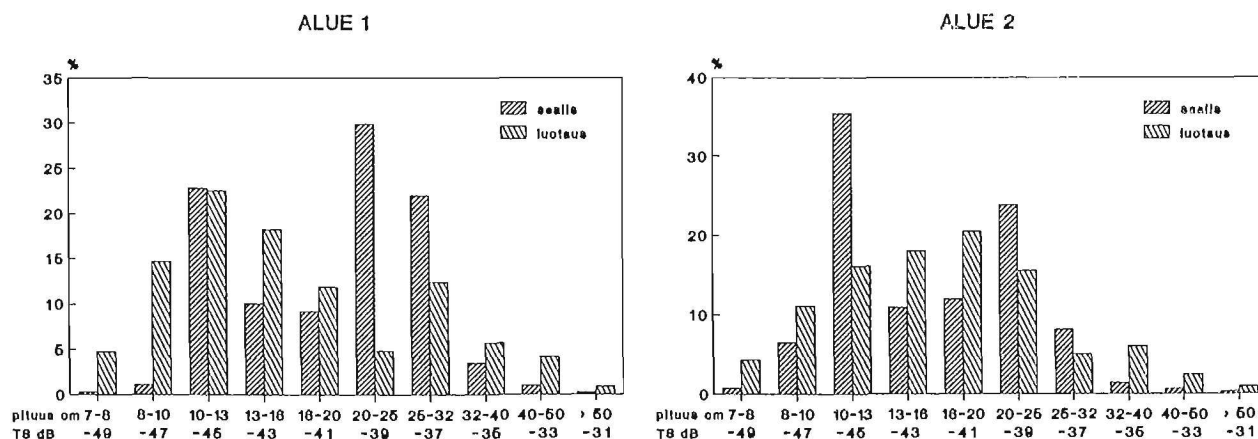 ALUE 1
%
35
30
25
20
15
10
5
0
saalis
luotaus
pituus cm 7-8 8-10 10-13 13-16 16-20 20-25 25-32 32-40 40-50 > 50
TS dB -49 -47 -45 -43 -41 -39 -37 -35 -33 -31
ALUE 2
%
40
30
20
10
0
saalis
luotaus
pituus cm 7-8 8-10 10-13 13-16 16-20 20-25 25-32 32-40 40-50 > 50
TS dB -49 -47 -45 -43 -41 -39 -37 -35 -33 -31